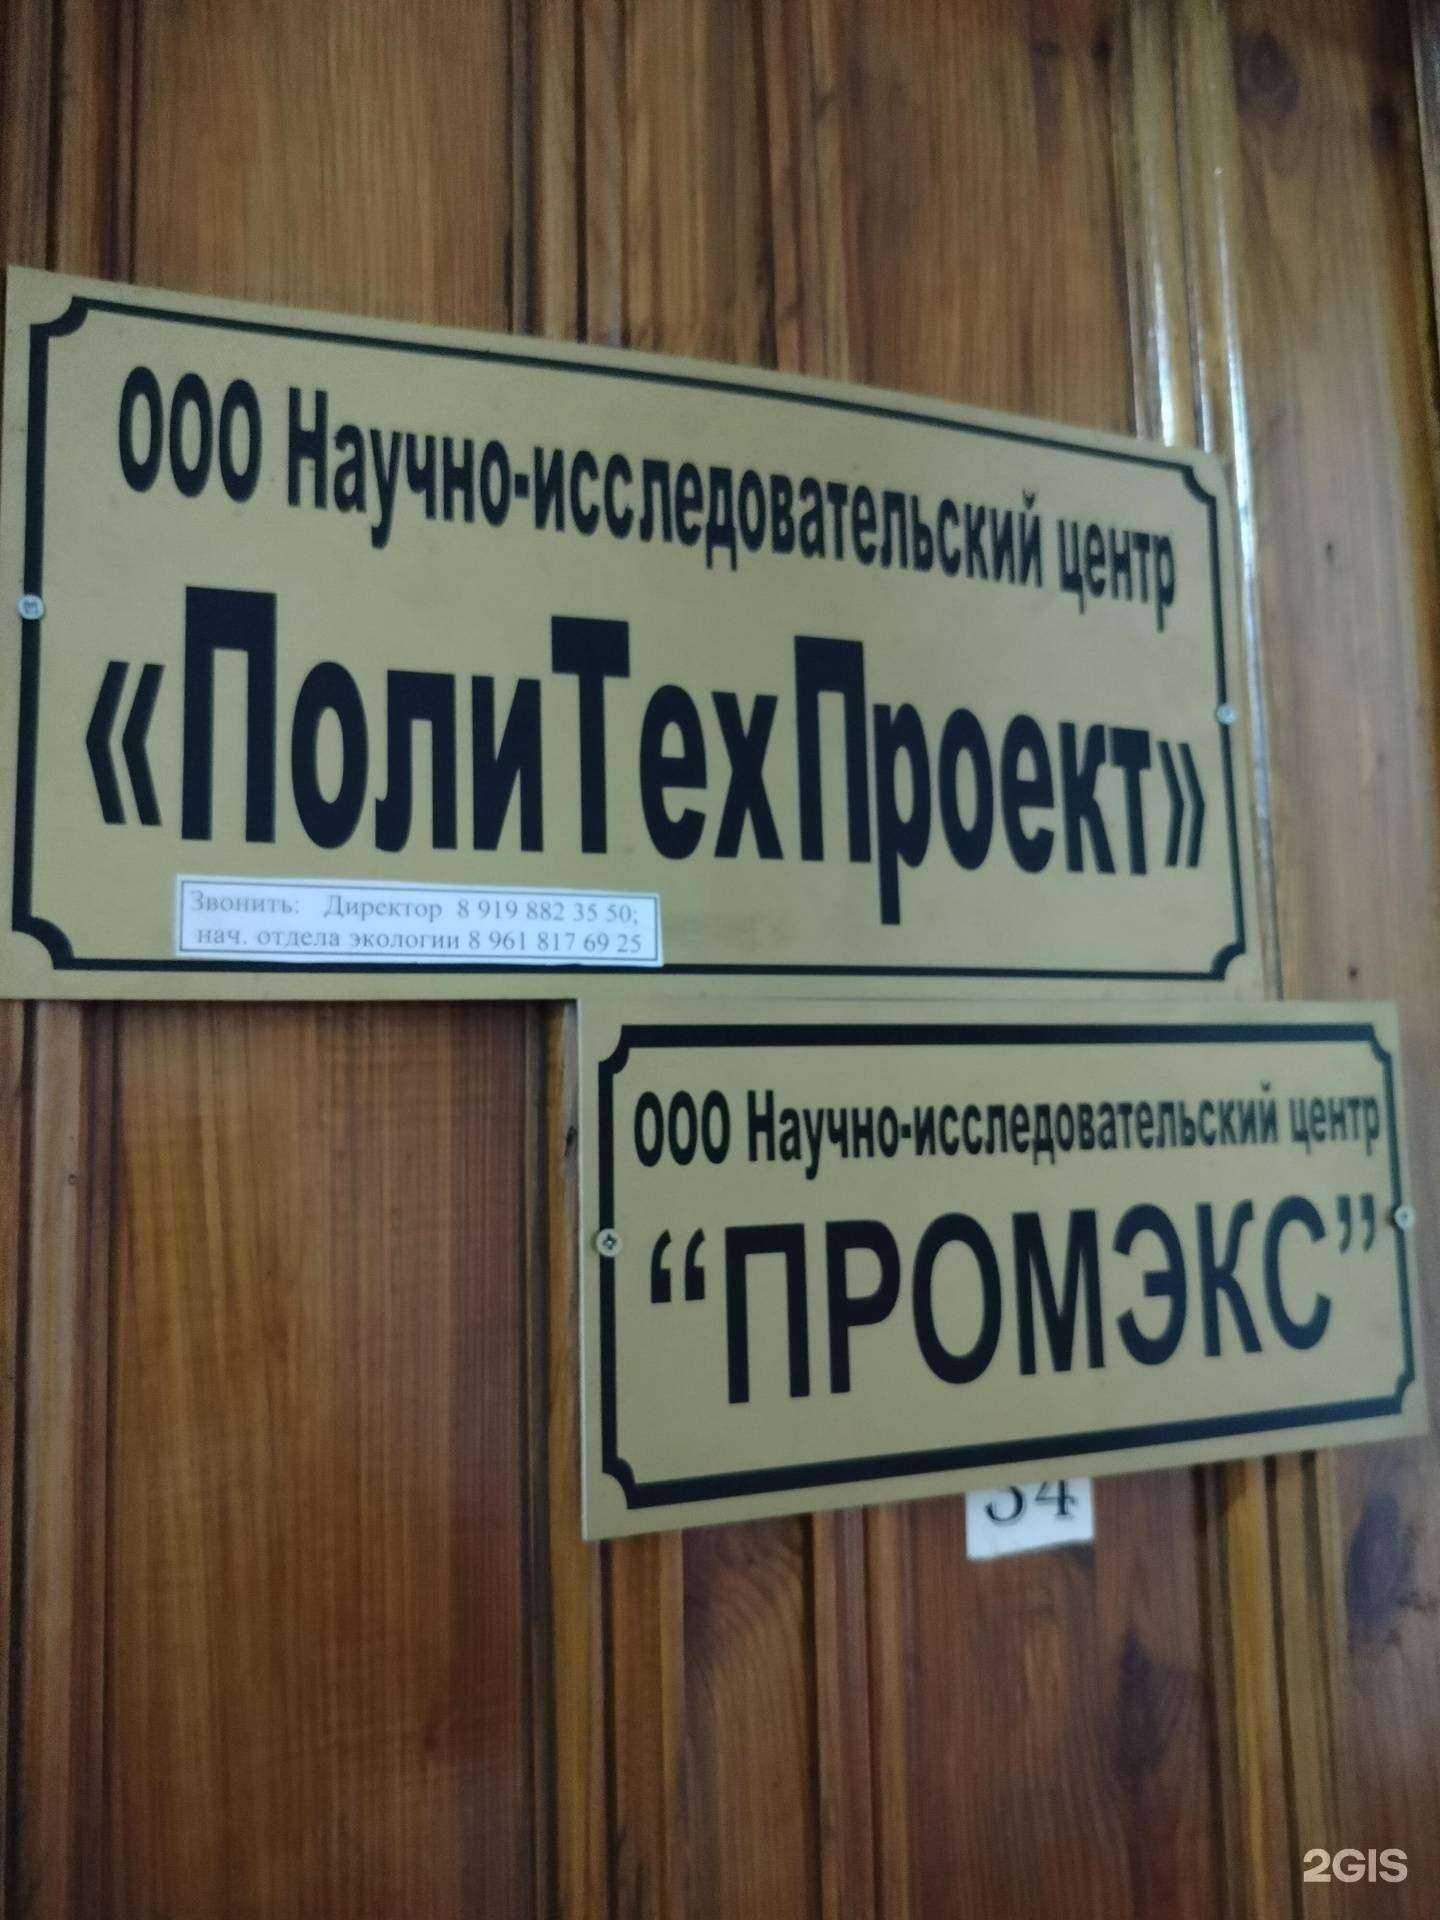 ООО Научно-исследовательский центр
«ПолиТехПроект»
Звонить: Директор 8 919 882 35 50;
нач. отдела экологии 8 961 817 69 25
ООО Научно-исследовательский центр
“ПРОМЭКС”
34
2GIS